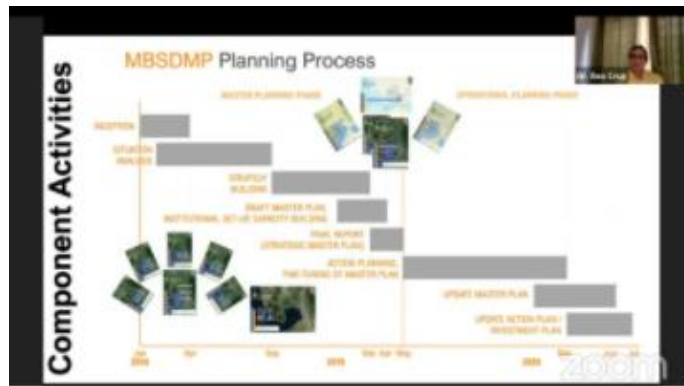 MBSDMP Planning Process
Component Activities
MASTER PLANNING PHASE
OPERATIONAL PLANNING PHASE
INCEPTION
SITUATION
ANALYSIS
STRATEGY
BUILDING
DRAFT MASTER PLAN,
INSTITUTIONAL SET-UP, CAPACITY BUILDING
FINAL REPORT
(STRATEGIC MASTER PLAN)
ACTION PLANNING,
FINE-TUNING OF MASTER PLAN
UPDATE MASTER PLAN
UPDATE ACTION PLAN /
INVESTMENT PLAN
Apr
Sep
May
zoom